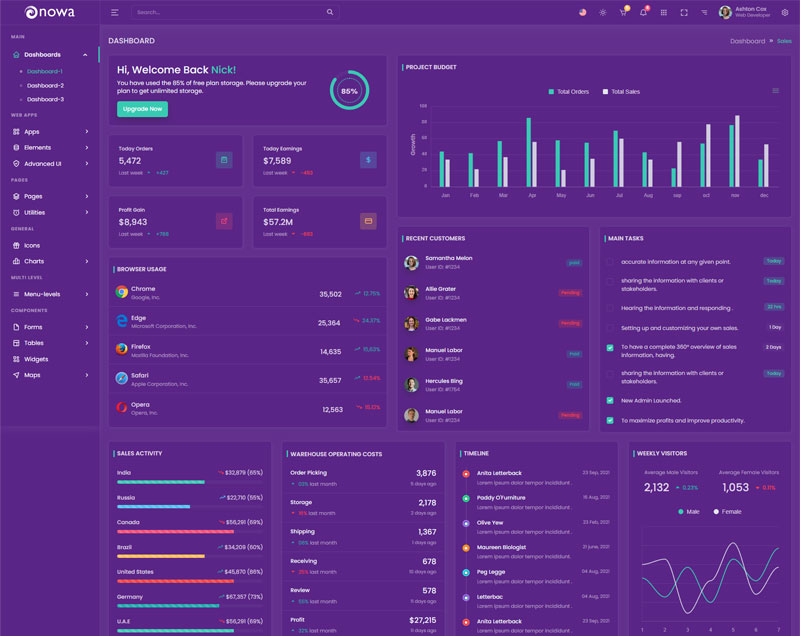 nowa
Search...
Ashton Cox
Web Developer
MAIN
Dashboards
Dashboard-1
Dashboard-2
Dashboard-3
WEB APPS
Apps
Elements
Advanced UI
PAGES
Pages
Utilities
GENERAL
Icons
Charts
MULTI LEVEL
Menu-levels
COMPONENTS
Forms
Tables
Widgets
Maps
DASHBOARD
Dashboard » Sales
Hi, Welcome Back Nick!
You have used the 85% of free plan storage. Please upgrade your
plan to get unlimited storage.
Upgrade Now
85%
Today Orders
5,472
Last week +427
Today Earnings
$7,589
Last week -453
Profit Gain
$8,943
Last week +788
Total Earnings
$57.2M
Last week -693
PROJECT BUDGET
Total Orders Total Sales
Growth
100
80
60
40
20
0
Jan Feb Mar Apr May Jun Jul Aug sep oct nov dec
BROWSER USAGE
Chrome
Google, Inc.
35,502 12.75%
Edge
Microsoft Corporation, Inc.
25,364 24.37%
Firefox
Mozilla Foundation, Inc.
14,635 15,63%
Safari
Apple Corporation, Inc.
35,657 12.54%
Opera
Opera, Inc.
12,563 15.12%
RECENT CUSTOMERS
Samantha Melon
User ID: #1234
paid
Allie Grater
User ID: #1234
Pending
Gabe Lackmen
User ID: #1234
Pending
Manuel Labor
User ID: #1234
Paid
Hercules Bing
User ID: #1754
Paid
Manuel Labor
User ID: #1234
Pending
MAIN TASKS
accurate information at any given point. Today
sharing the information with clients or
stakeholders.
Today
Hearing the information and responding . 22 hrs
Setting up and customizing your own sales. 1 Day
To have a complete 360° overview of sales
information, having.
2 Days
sharing the information with clients or
stakeholders.
Today
New Admin Launched.
To maximize profits and improve productivity.
SALES ACTIVITY
India $32,879 (65%)
Russia $22,710 (55%)
Canada $56,291 (69%)
Brazil $34,209 (60%)
United States $45,870 (86%)
Germany $67,357 (73%)
U.A.E $56,291 (69%)
WAREHOUSE OPERATING COSTS
Order Picking 3,876
03% last month 5 days ago
Storage 2,178
16% last month 2 days ago
Shipping 1,367
06% last month 1 days ago
Receiving 678
25% last month 15 days ago
Review 578
55% last month 8 days ago
Profit $27,215
32% last month
TIMELINE
Anita Letterback 23 Sep, 2021
Lorem ipsum dolor tempor incididunt .
Paddy O'Furniture 16 Aug, 2021
Lorem ipsum dolor tempor incididunt .
Olive Yew 23 Feb, 2021
Lorem ipsum dolor tempor incididunt .
Maureen Biologist 21 june, 2021
Lorem ipsum dolor tempor incididunt .
Peg Legge 04 Aug, 2021
Lorem ipsum dolor tempor incididunt .
Letterbac 04 Aug, 2021
Lorem ipsum dolor tempor incididunt .
Anita Letterback 23 Sep, 2021
Lorem ipsum dolor tempor incididunt .
WEEKLY VISITORS
Average Male Visitors
2,132 0.23%
Average Female Visitors
1,053 0.11%
Male Female
1 2 3 4 5 6 7